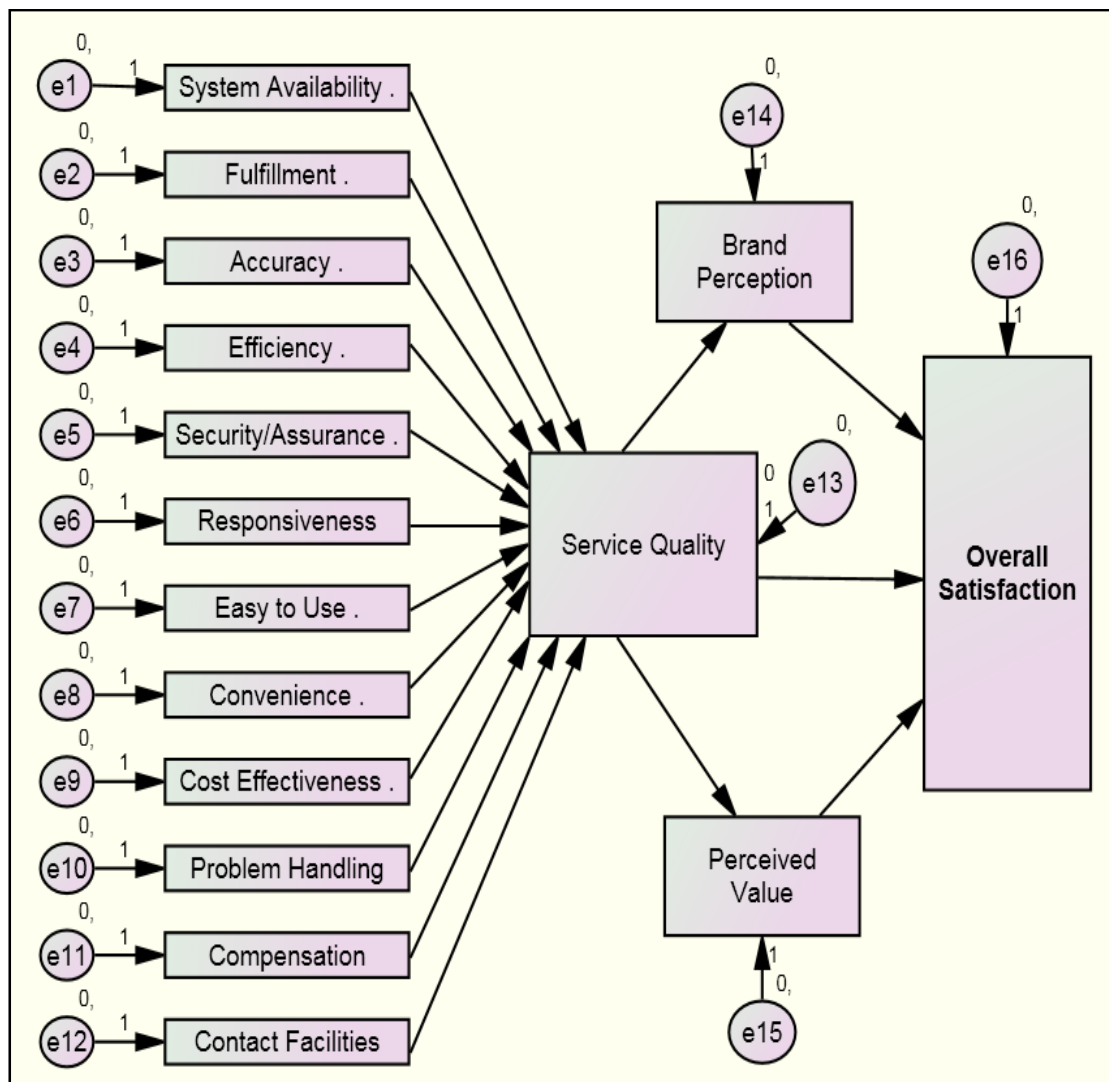 0,
e1
1
System Availability .
0,
e2
1
Fulfillment .
0,
e3
1
Accuracy .
0,
e4
1
Efficiency .
0,
e5
1
Security/Assurance .
0,
e6
1
Responsiveness
0,
e7
1
Easy to Use .
0,
e8
1
Convenience .
0,
e9
1
Cost Effectiveness .
0,
e10
1
Problem Handling
0,
e11
1
Compensation
0,
e12
1
Contact Facilities
Service Quality
0,
e13
0
1
0,
e14
1
Brand
Perception
Perceived
Value
1
0,
e15
0,
e16
1
Overall
Satisfaction